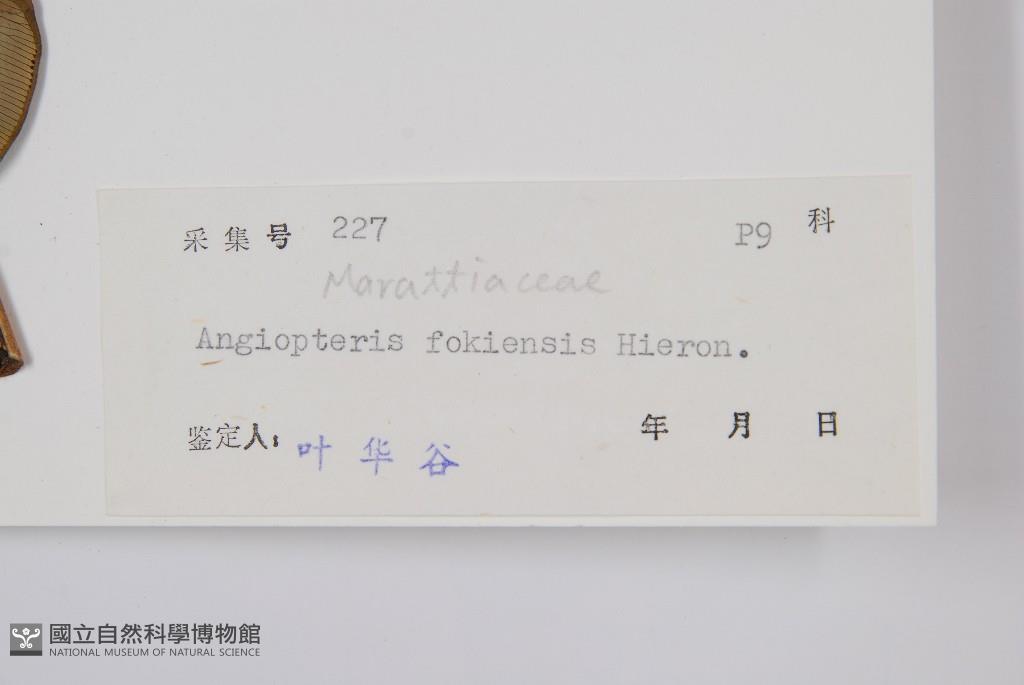 采集号 227 P9 科
Marattiaceae
Angiopteris fokiensis Hieron.
鉴定人: 叶华谷 年 月 日
國立自然科學博物館
NATIONAL MUSEUM OF NATURAL SCIENCE